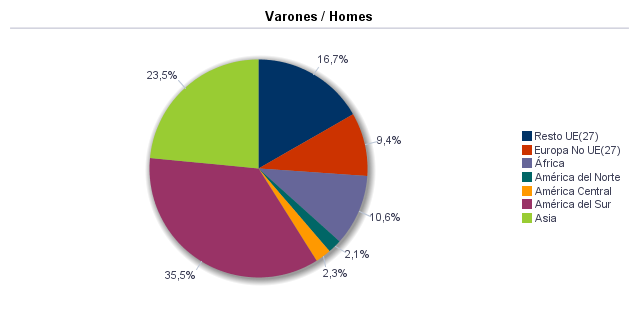 Varones / Homes
16,7%
23,5%
9,4%
10,6%
2,1%
2,3%
35,5%
Resto UE(27)
Europa No UE(27)
África
América del Norte
América Central
América del Sur
Asia